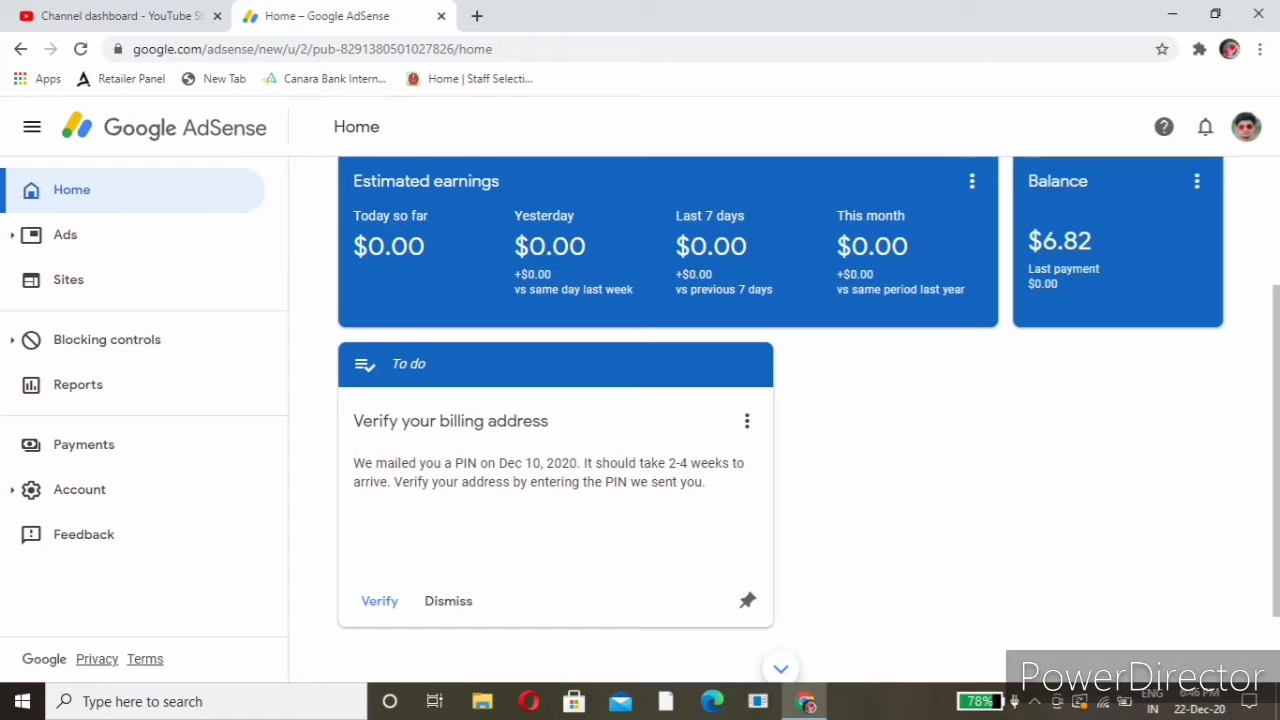 Channel dashboard - YouTube St
Home – Google AdSense
google.com/adsense/new/u/2/pub-8291380501027826/home
Apps
Retailer Panel
New Tab
Canara Bank Intern...
Home | Staff Selecti...
Google AdSense
Home
Home
Ads
Sites
Blocking controls
Reports
Payments
Account
Feedback
Google Privacy Terms
Estimated earnings
Today so far
$0.00
Yesterday
$0.00
+$0.00
vs same day last week
Last 7 days
$0.00
+$0.00
vs previous 7 days
This month
$0.00
+$0.00
vs same period last year
Balance
$6.82
Last payment
$0.00
To do
Verify your billing address
We mailed you a PIN on Dec 10, 2020. It should take 2-4 weeks to
arrive. Verify your address by entering the PIN we sent you.
Verify
Dismiss
PowerDirector
Type here to search
78%
ENG
IN
6:46 PM
22-Dec-20